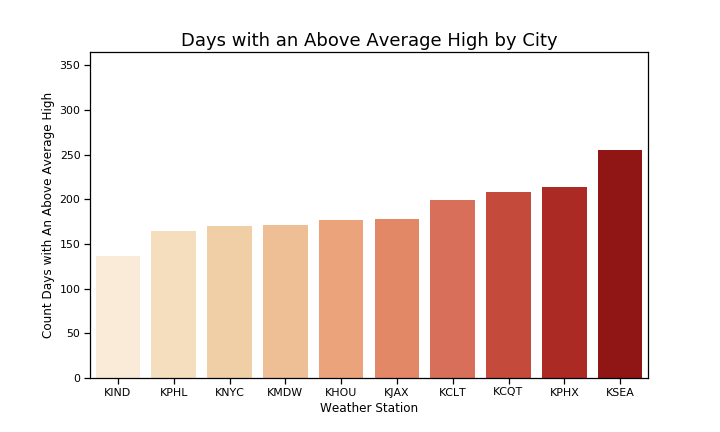 Days with an Above Average High by City
Count Days with An Above Average High
350
300
250
200
150
100
50
0
KIND KPHL KNYC KMDW KHOU KJAX KCLT KCQT KPHX KSEA
Weather Station